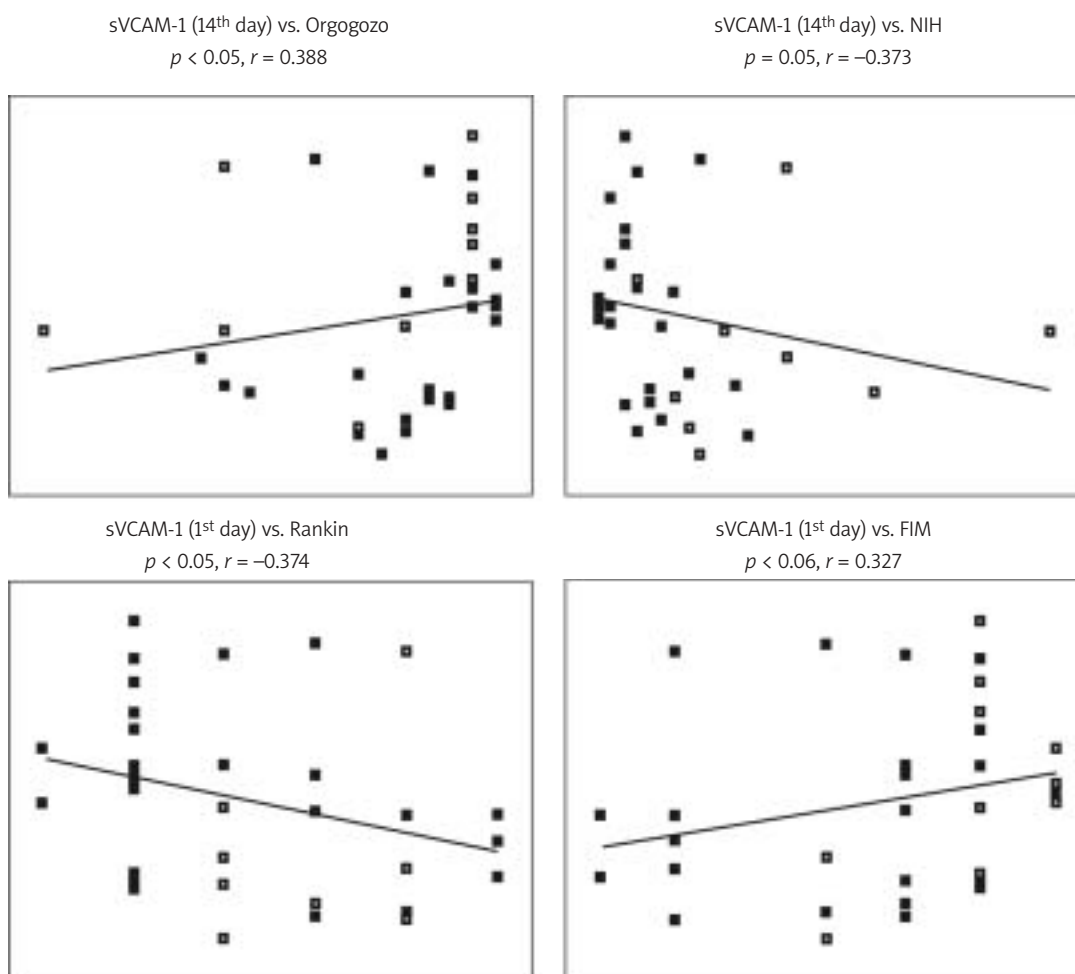 sVCAM-1 (14th day) vs. Orgogozo
p < 0.05, r = 0.388
sVCAM-1 (14th day) vs. NIH
p = 0.05, r = –0.373
sVCAM-1 (1st day) vs. Rankin
p < 0.05, r = –0.374
sVCAM-1 (1st day) vs. FIM
p < 0.06, r = 0.327